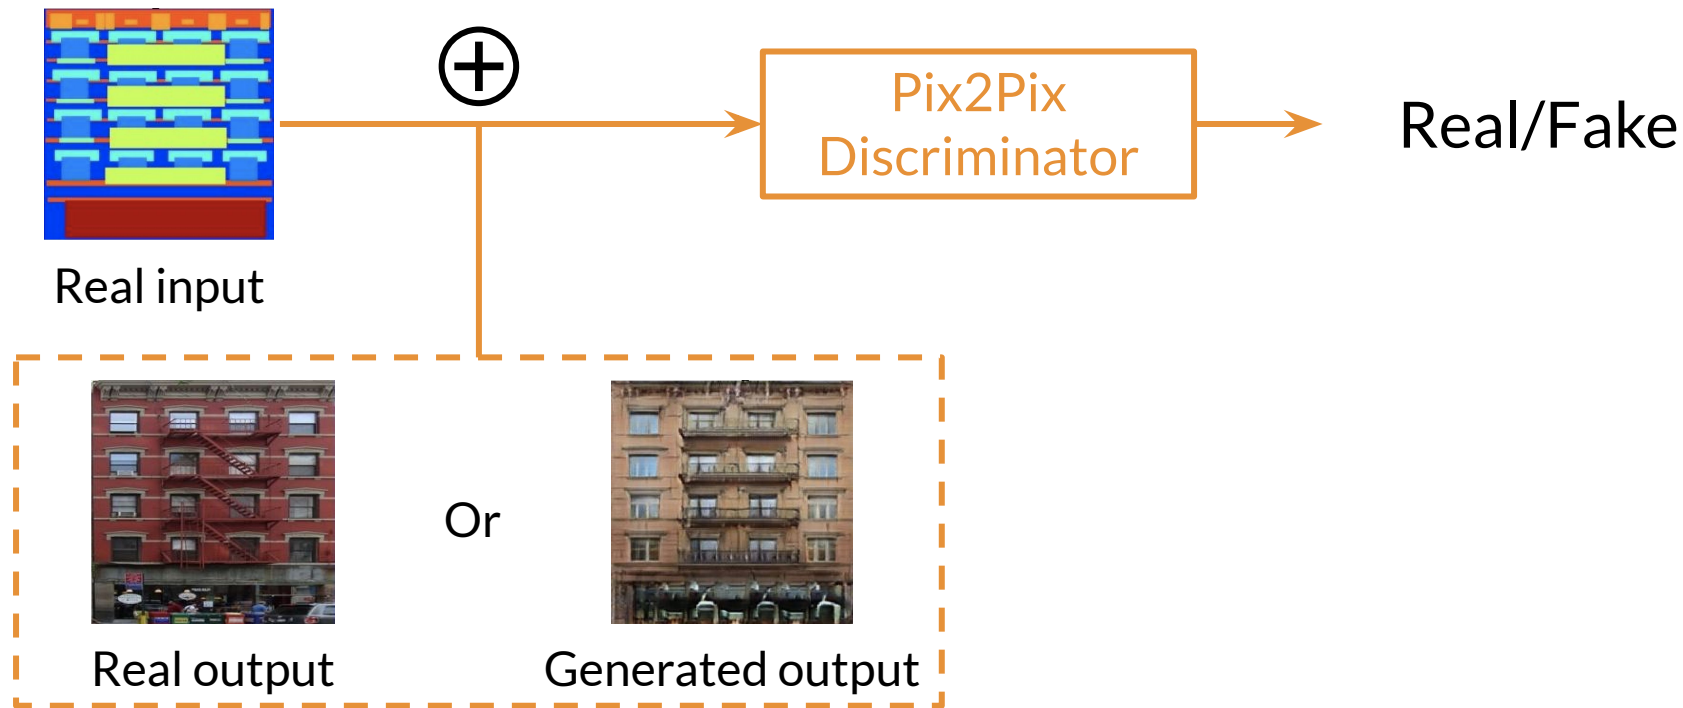 Pix2Pix
Discriminator
Real/Fake
Real input
Or
Real output
Generated output